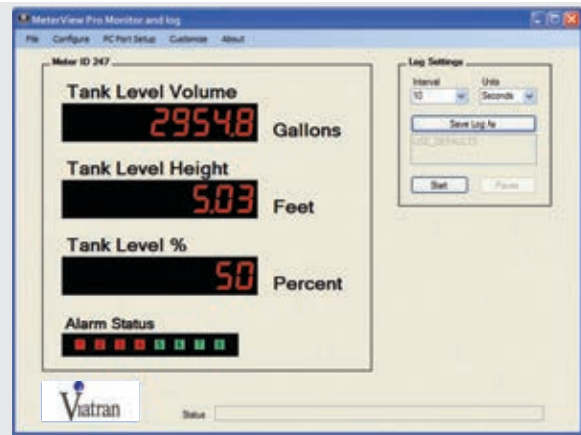 MeterView Pro Monitor and log
File Configure PC Port Setup Customize About
Meter ID 247
Tank Level Volume
2954.8 Gallons
Tank Level Height
5.03 Feet
Tank Level %
50 Percent
Alarm Status
1 2 3 4 5 6 7 8
Log Settings
Interval Units
10 Seconds
Save Log As
USE_DEFAULTS
Start Pause
Viatran
Status